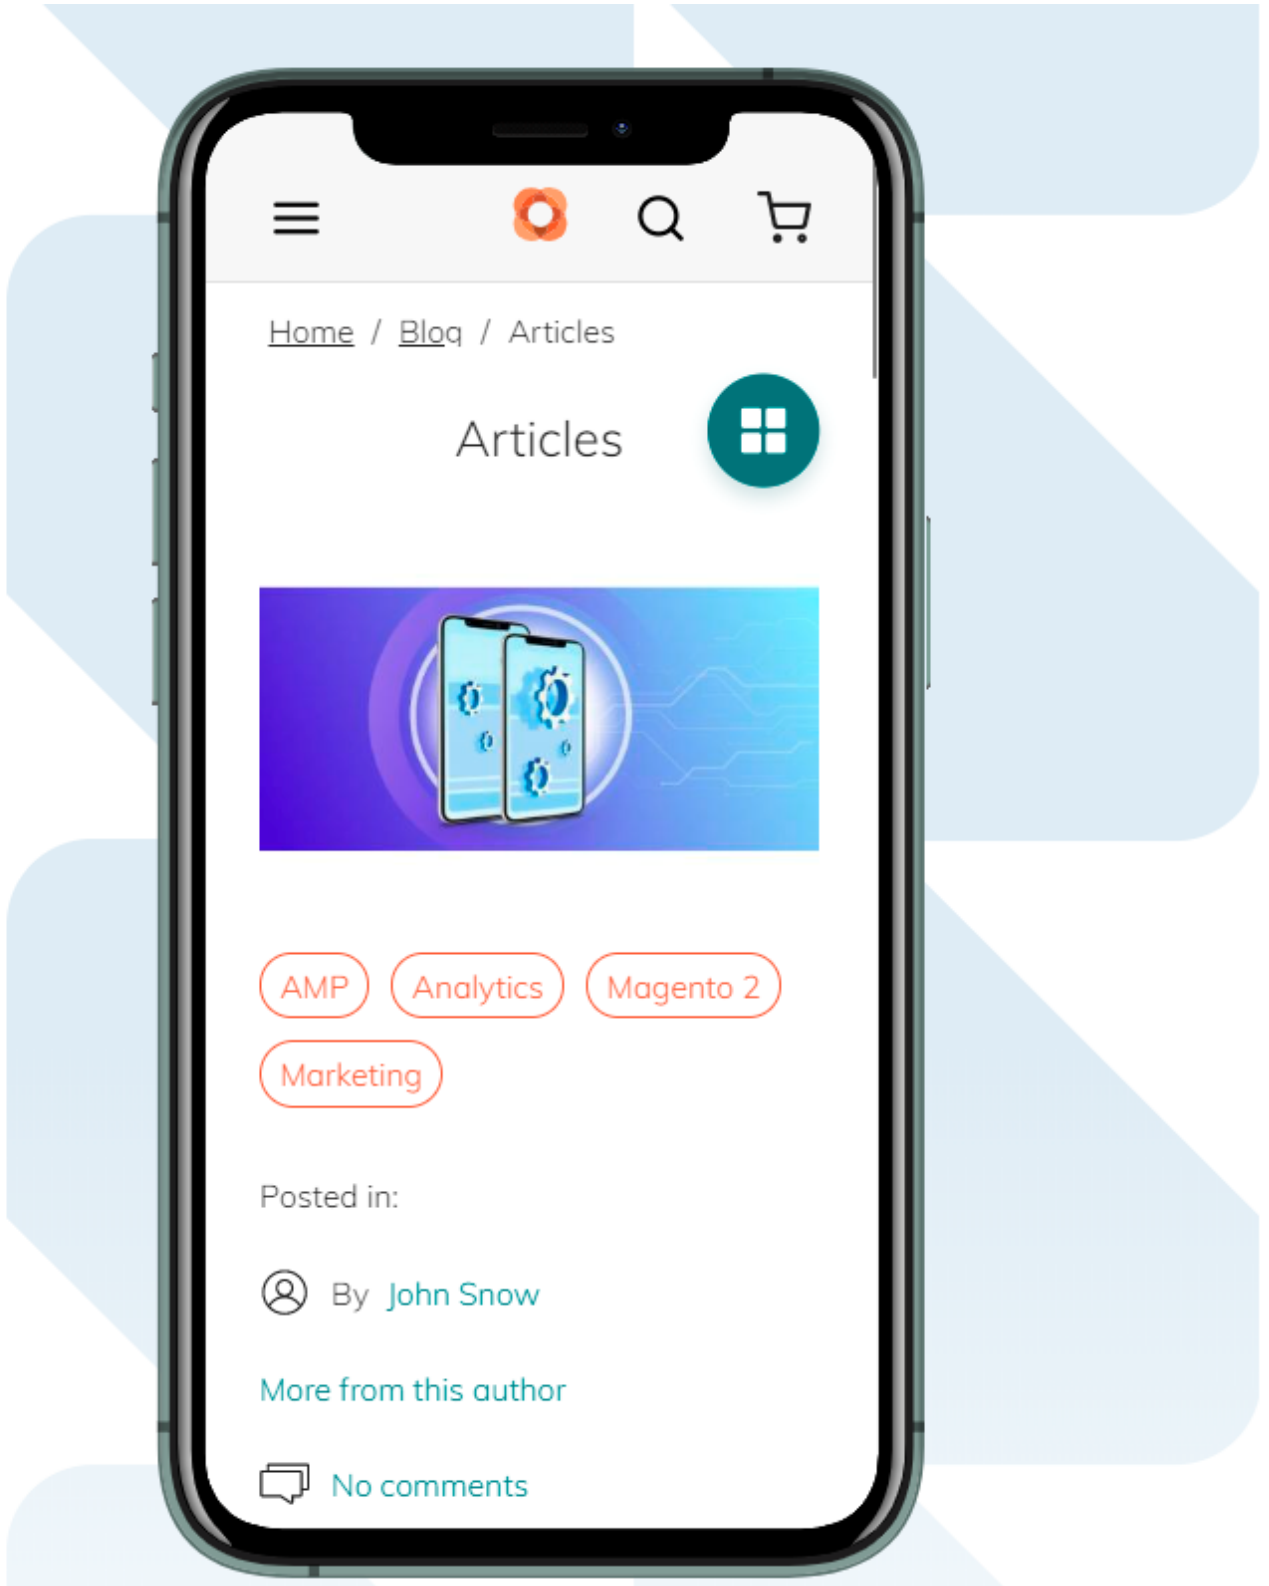 Home / Blog / Articles
Articles
AMP Analytics Magento 2
Marketing
Posted in:
By John Snow
More from this author
No comments